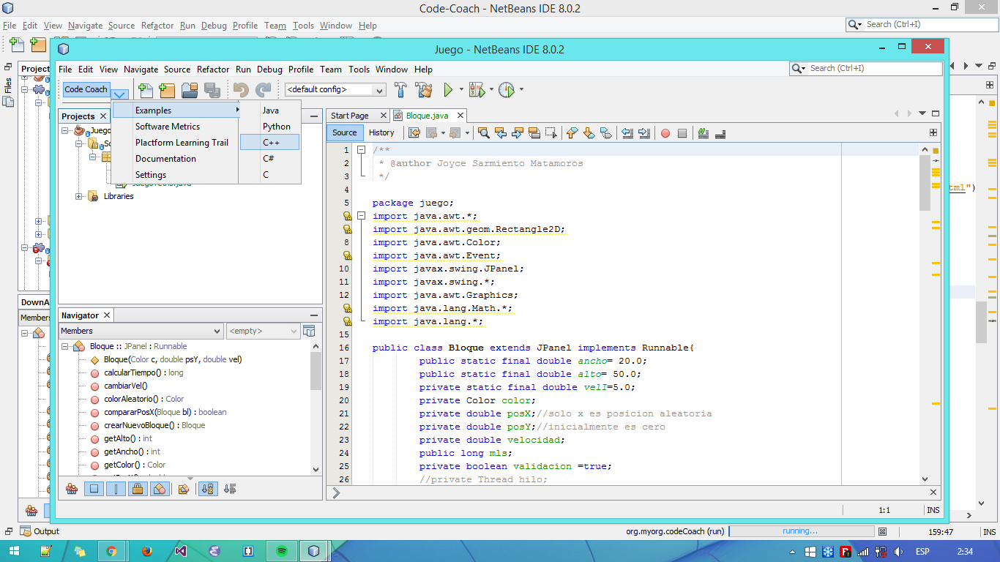 Code-Coach - NetBeans IDE 8.0.2
File Edit View Navigate Source Refactor Run Debug Profile Team Tools Window Help
Search (Ctrl+I)
Juego - NetBeans IDE 8.0.2
File Edit View Navigate Source Refactor Run Debug Profile Team Tools Window Help
Search (Ctrl+I)
Files
Code Coach
<default config>
Examples
Software Metrics
Plactform Learning Trail
Documentation
Settings
Java
Python
C++
C#
C
Projects
Libraries
Start Page
Bloque.java
Source History
1 /**
2 * @author Joyce Sarmiento Matamoros
3 */
4
5 package juego;
import java.awt.*;
import java.awt.geom.Rectangle2D;
8 import java.awt.Color;
import java.awt.Event;
10 import javax.swing.JPanel;
11 import javax.swing.*;
12 import java.awt.Graphics;
import java.lang.Math.*;
import java.lang.*;
15
16 public class Bloque extends JPanel implements Runnable{
17 public static final double ancho= 20.0;
18 public static final double alto= 50.0;
19 private static final double velI=5.0;
20 private Color color;
21 private double posX;//solo x es posicion aleatoria
22 private double posY;//inicialmente es cero
23 private double velocidad;
24 public long mls;
25 private boolean validacion =true;
26 //private Thread hilo;
Navigator
Members
<empty>
Bloque :: JPanel : Runnable
Bloque(Color c, double psY, double vel)
calcularTiempo() : long
cambiarVel()
colorAleatorio() : Color
compararPosX(Bloque bl) : boolean
crearNuevoBloque() : Bloque
getAlto() : int
getAncho() : int
getColor() : Color
1:1 INS
Output
org.myorg.codeCoach (run) running...
159:47 INS
ESP 2:34